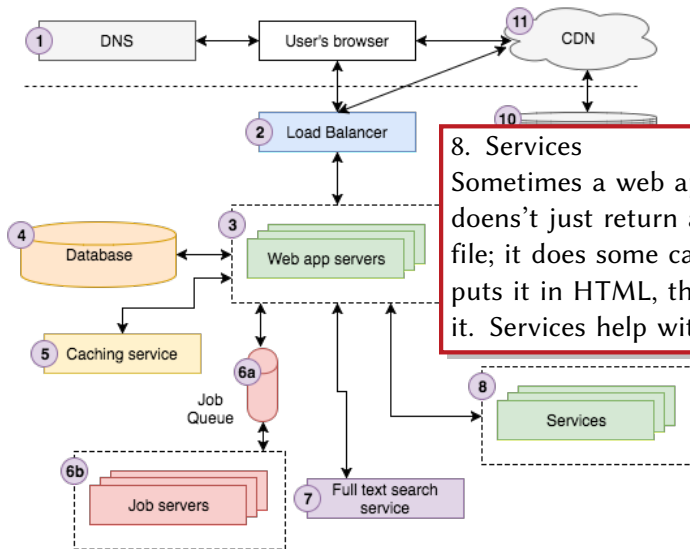 1
DNS
User's browser
11
CDN
2
Load Balancer
10
8. Services
Sometimes a web a
doens't just return a
file; it does some ca
puts it in HTML, th
it. Services help wit
3
Web app servers
4
Database
5
Caching service
6a
Job
Queue
8
Services
6b
Job servers
7
Full text search
service